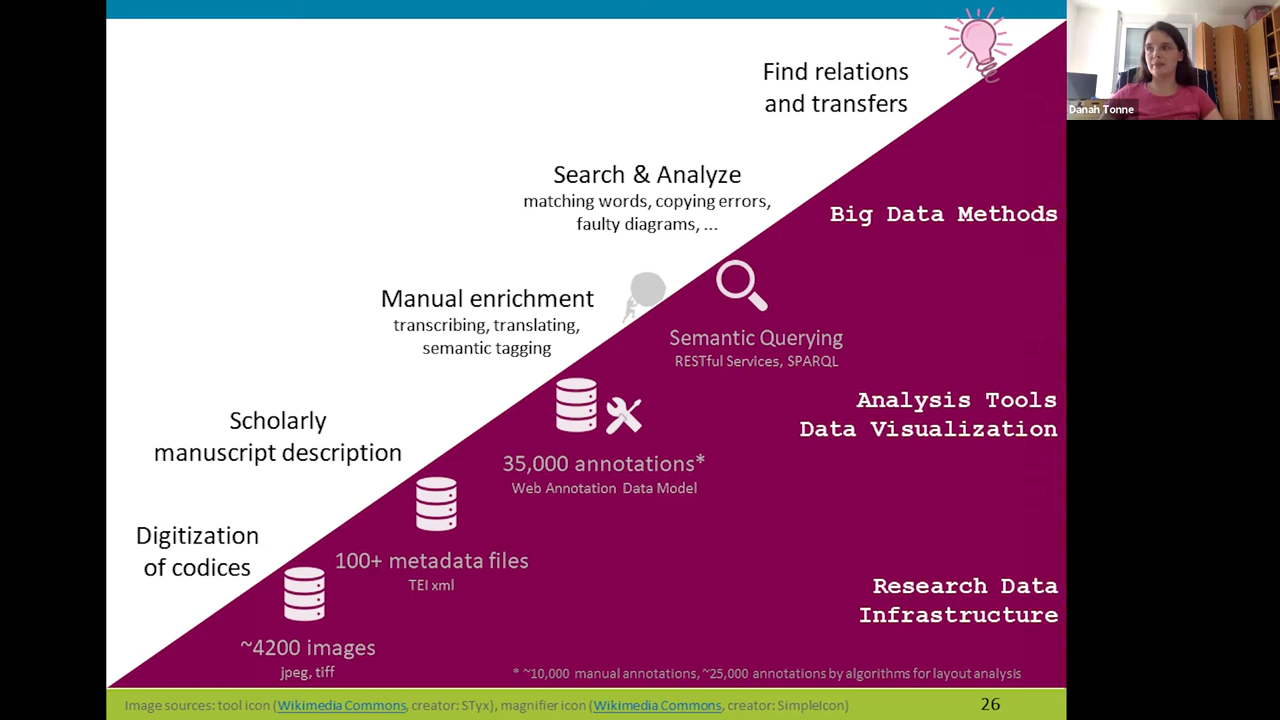 Find relations
and transfers
Danah Tonne
Search & Analyze
matching words, copying errors,
faulty diagrams, ...
Big Data Methods
Manual enrichment
transcribing, translating,
semantic tagging
Semantic Querying
RESTful Services, SPARQL
Analysis Tools
Data Visualization
Scholarly
manuscript description
35,000 annotations*
Web Annotation Data Model
Digitization
of codices
100+ metadata files
TEI xml
Research Data
Infrastructure
~4200 images
jpeg, tiff
* ~10,000 manual annotations, ~25,000 annotations by algorithms for layout analysis
Image sources: tool icon (Wikimedia Commons, creator: STyx), magnifier icon (Wikimedia Commons, creator: SimpleIcon)
26